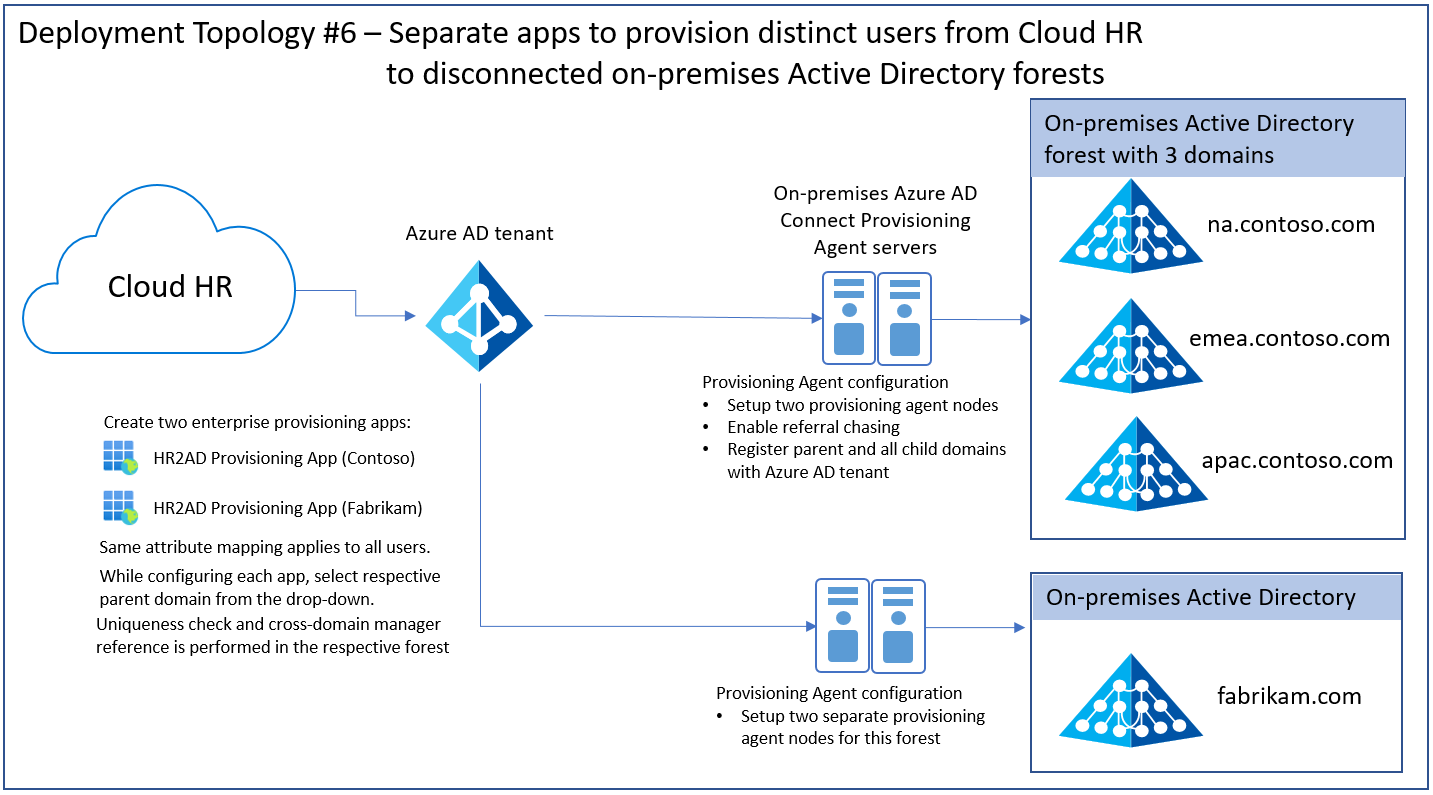 Deployment Topology #6 – Separate apps to provision distinct users from Cloud HR
to disconnected on-premises Active Directory forests
Cloud HR
Azure AD tenant
On-premises Azure AD
Connect Provisioning
Agent servers
On-premises Active Directory
forest with 3 domains
na.contoso.com
emea.contoso.com
apac.contoso.com
Provisioning Agent configuration
• Setup two provisioning agent nodes
• Enable referral chasing
• Register parent and all child domains
with Azure AD tenant
Create two enterprise provisioning apps:
HR2AD Provisioning App (Contoso)
HR2AD Provisioning App (Fabrikam)
Same attribute mapping applies to all users.
While configuring each app, select respective
parent domain from the drop-down.
Uniqueness check and cross-domain manager
reference is performed in the respective forest
Provisioning Agent configuration
• Setup two separate provisioning
agent nodes for this forest
On-premises Active Directory
fabrikam.com